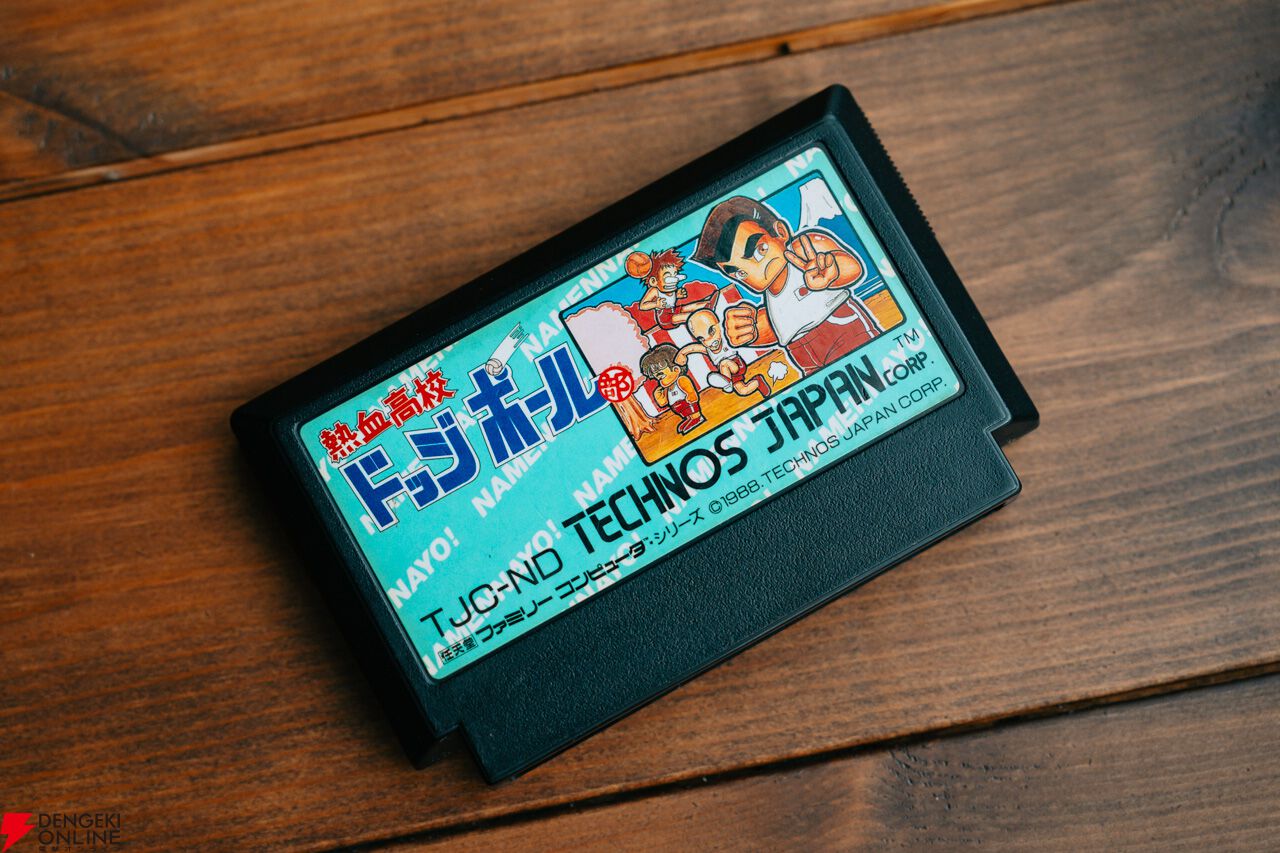 熱血高校
ドッジボール部
NAMENNAYO!
TECHNOS JAPAN CORP.™
TJC-ND
任天堂 ファミリーコンピュータ™・シリーズ ©1988.TECHNOS JAPAN CORP.
DENGEKI
ONLINE